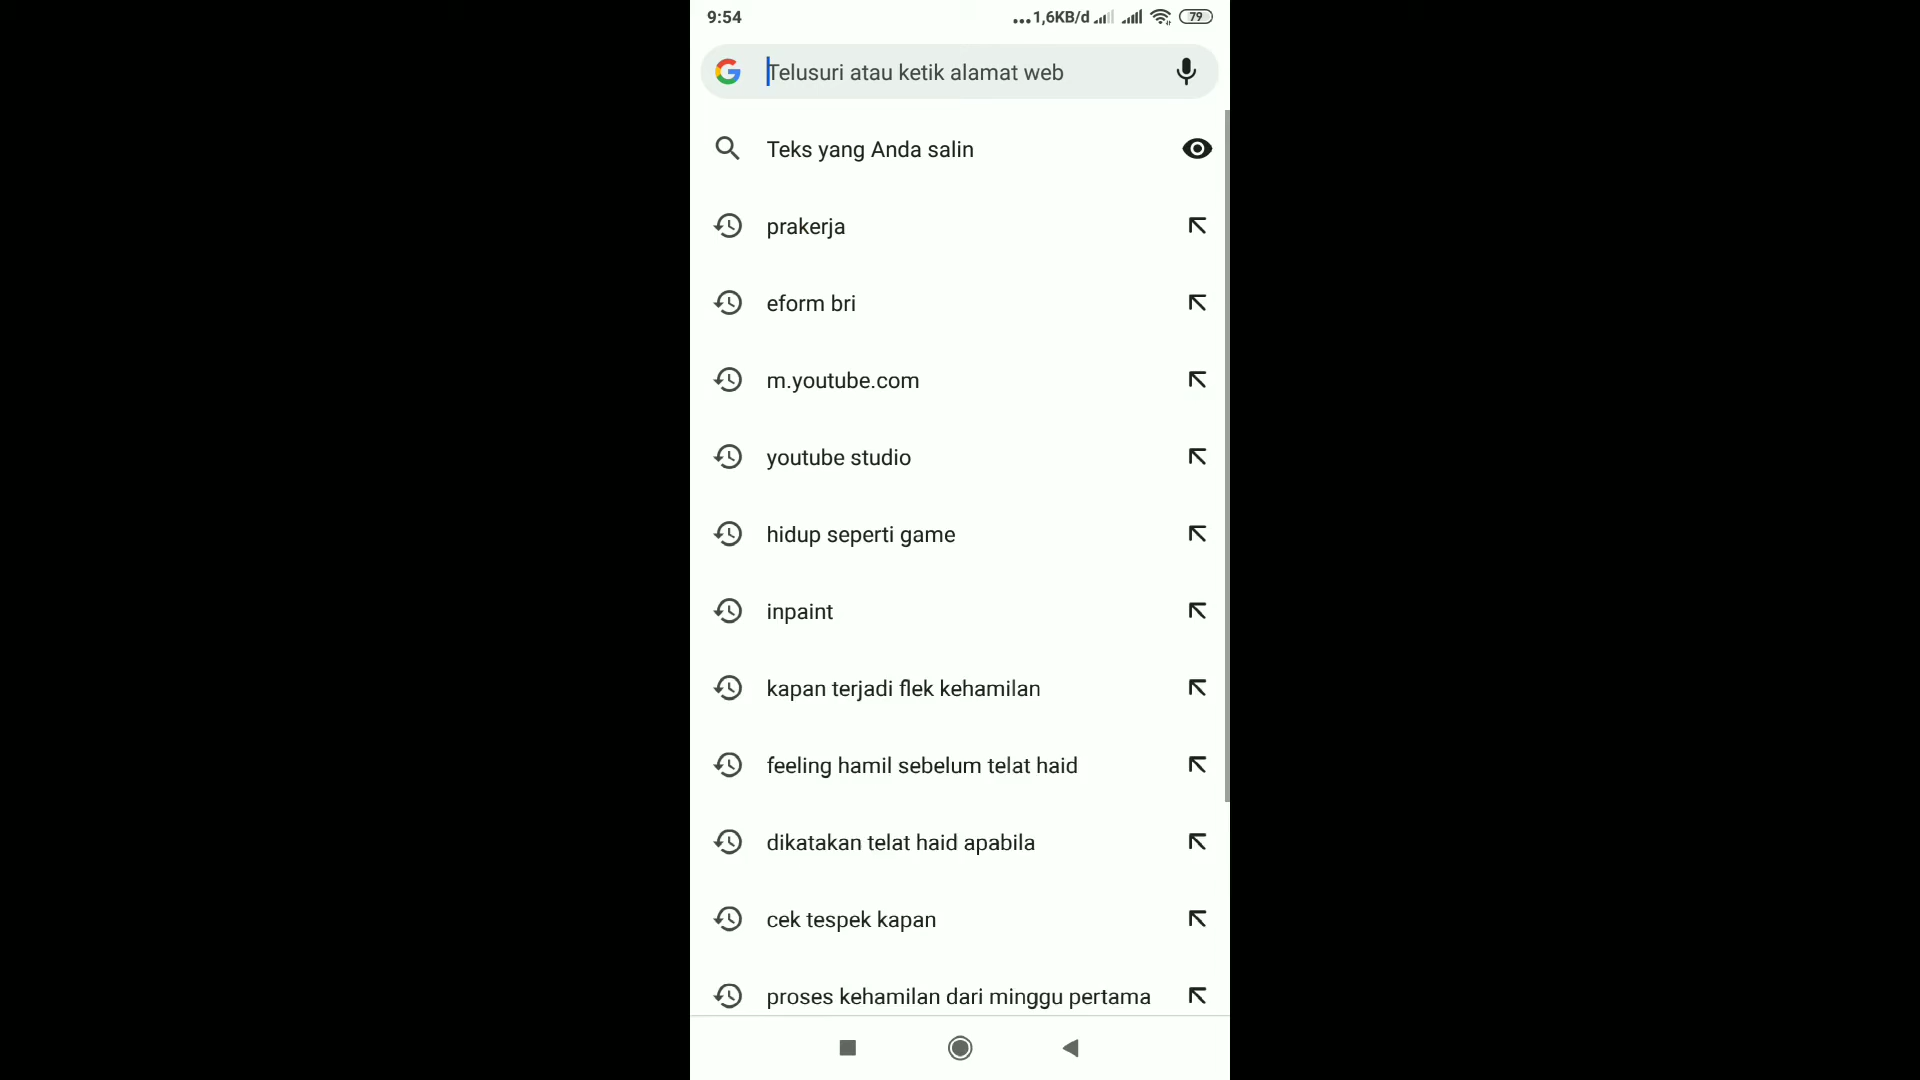 9:54
...1,6KB/d
79
Telusuri atau ketik alamat web
Teks yang Anda salin
prakerja
eform bri
m.youtube.com
youtube studio
hidup seperti game
inpaint
kapan terjadi flek kehamilan
feeling hamil sebelum telat haid
dikatakan telat haid apabila
cek tespek kapan
proses kehamilan dari minggu pertama